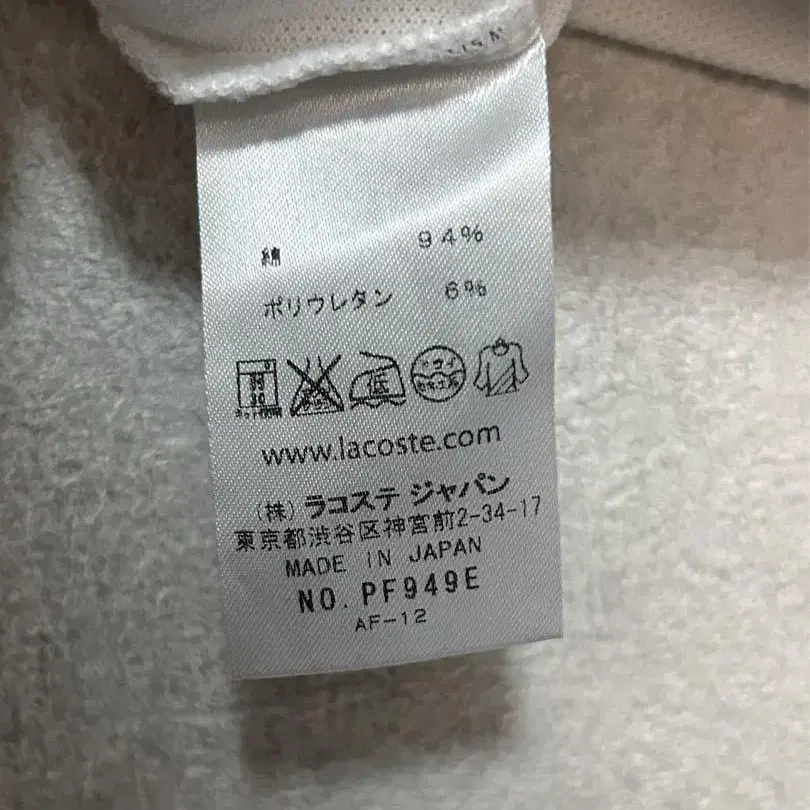 綿 94%
ポリウレタン 6%
低
www.lacoste.com
(株) ラコステ ジャパン
東京都渋谷区神宮前2-34-17
MADE IN JAPAN
NO. PF949E
AF-12